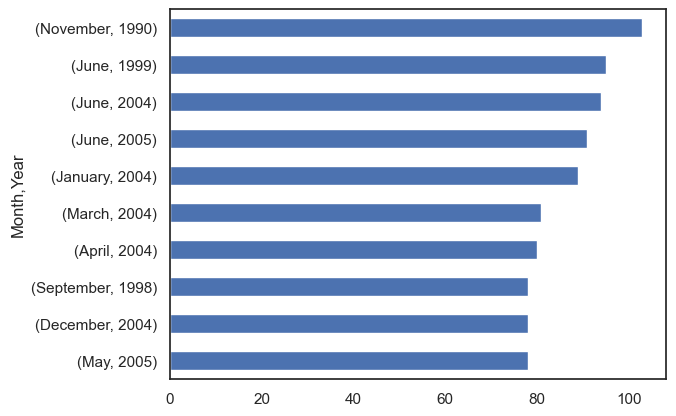 (November, 1990)
(June, 1999)
(June, 2004)
(June, 2005)
(January, 2004)
(March, 2004)
(April, 2004)
(September, 1998)
(December, 2004)
(May, 2005)
Month,Year
0 20 40 60 80 100